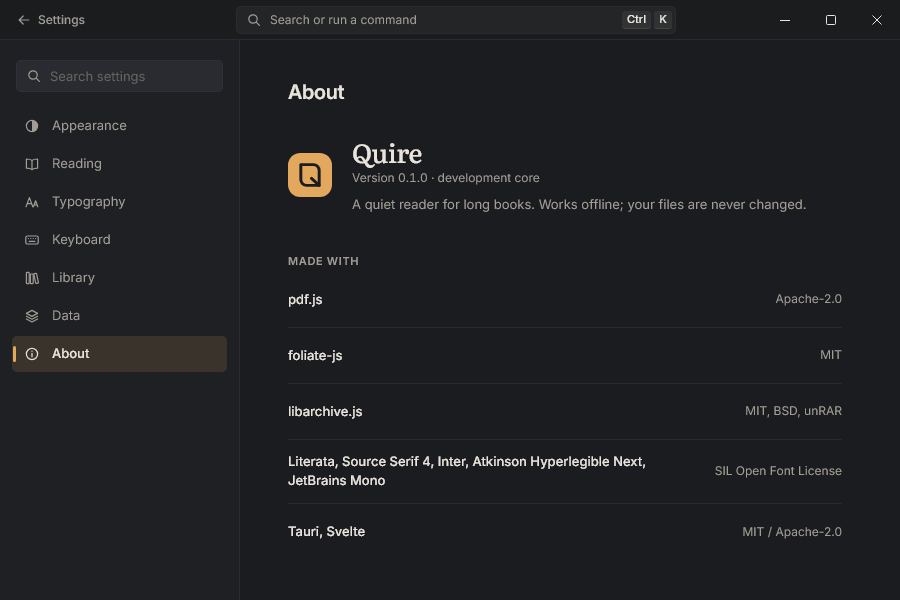 Settings
Search or run a command
Ctrl K
Search settings
Appearance
Reading
Typography
Keyboard
Library
Data
About
About
Quire
Version 0.1.0 · development core
A quiet reader for long books. Works offline; your files are never changed.
MADE WITH
pdf.js
Apache-2.0
foliate-js
MIT
libarchive.js
MIT, BSD, unRAR
Literata, Source Serif 4, Inter, Atkinson Hyperlegible Next,
JetBrains Mono
SIL Open Font License
Tauri, Svelte
MIT / Apache-2.0